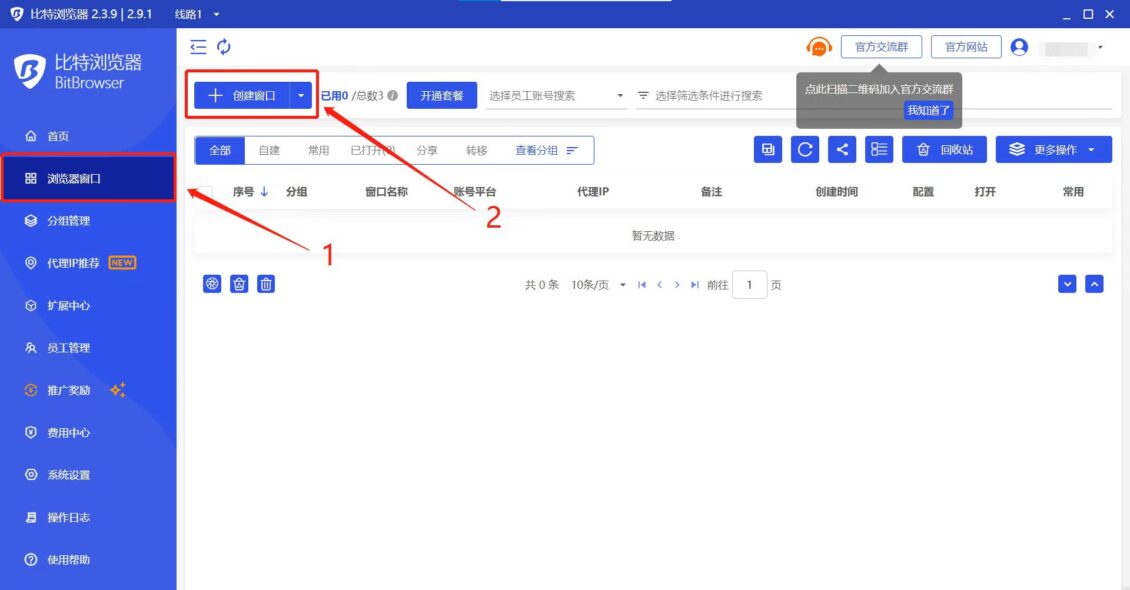 比特浏览器 2.3.9 | 2.9.1 线路1
比特浏览器
BitBrowser
官方交流群 官方网站
点此扫描二维码加入官方交流群
我知道了
首页
浏览器窗口
分组管理
代理IP推荐 NEW
扩展中心
员工管理
推广奖励
费用中心
系统设置
操作日志
使用帮助
创建窗口 已用0 /总数3 开通套餐 选择员工账号搜索 选择筛选条件进行搜索
全部 自建 常用 已打开(0) 分享 转移 查看分组 回收站 更多操作
序号 分组 窗口名称 账号平台 代理IP 备注 创建时间 配置 打开 常用
暂无数据
1
2
共 0 条 10条/页 前往 1 页